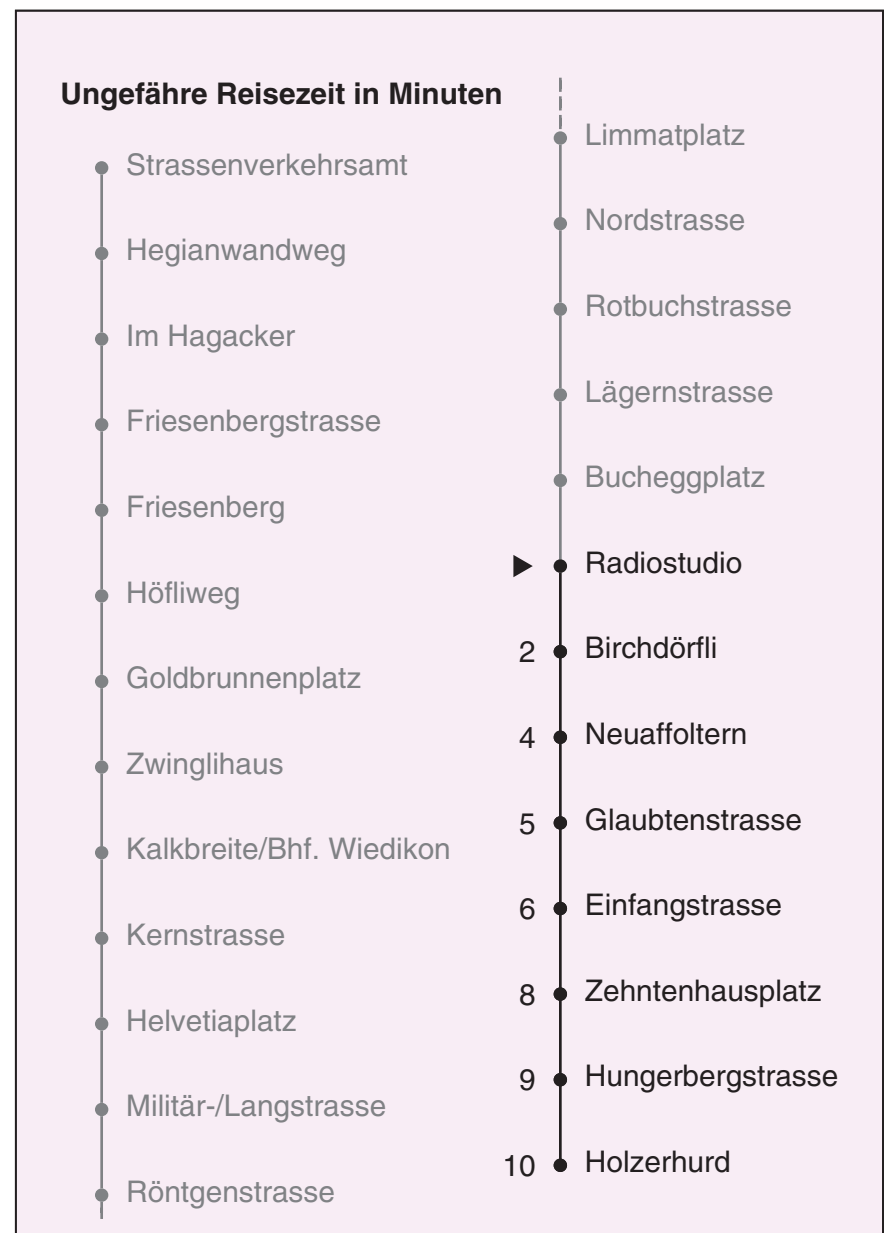 Ungefähre Reisezeit in Minuten
Strassenverkehrsamt
Hegianwandweg
Im Hagacker
Friesenbergstrasse
Friesenberg
Höfliweg
Goldbrunnenplatz
Zwinglihaus
Kalkbreite/Bhf. Wiedikon
Kernstrasse
Helvetiaplatz
Militär-/Langstrasse
Röntgenstrasse
Limmatplatz
Nordstrasse
Rotbuchstrasse
Lägernstrasse
Bucheggplatz
Radiostudio
2 Birchdörfli
4 Neuaffoltern
5 Glaubtenstrasse
6 Einfangstrasse
8 Zehntenhausplatz
9 Hungerbergstrasse
10 Holzerhurd